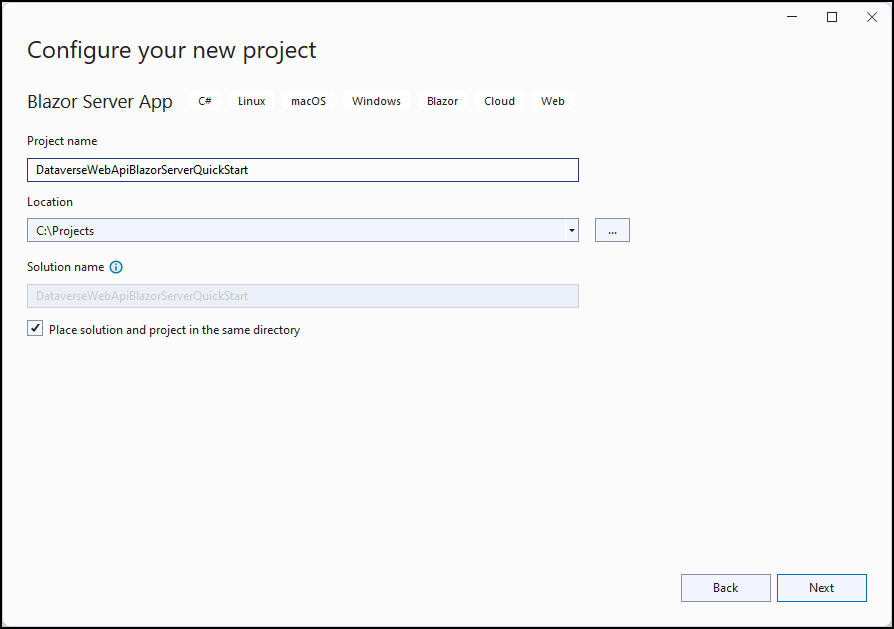 Configure your new project
Blazor Server App C# Linux macOS Windows Blazor Cloud Web
Project name
DataverseWebApiBlazorServerQuickStart
Location
C:\Projects
...
Solution name
DataverseWebApiBlazorServerQuickStart
Place solution and project in the same directory
Back Next